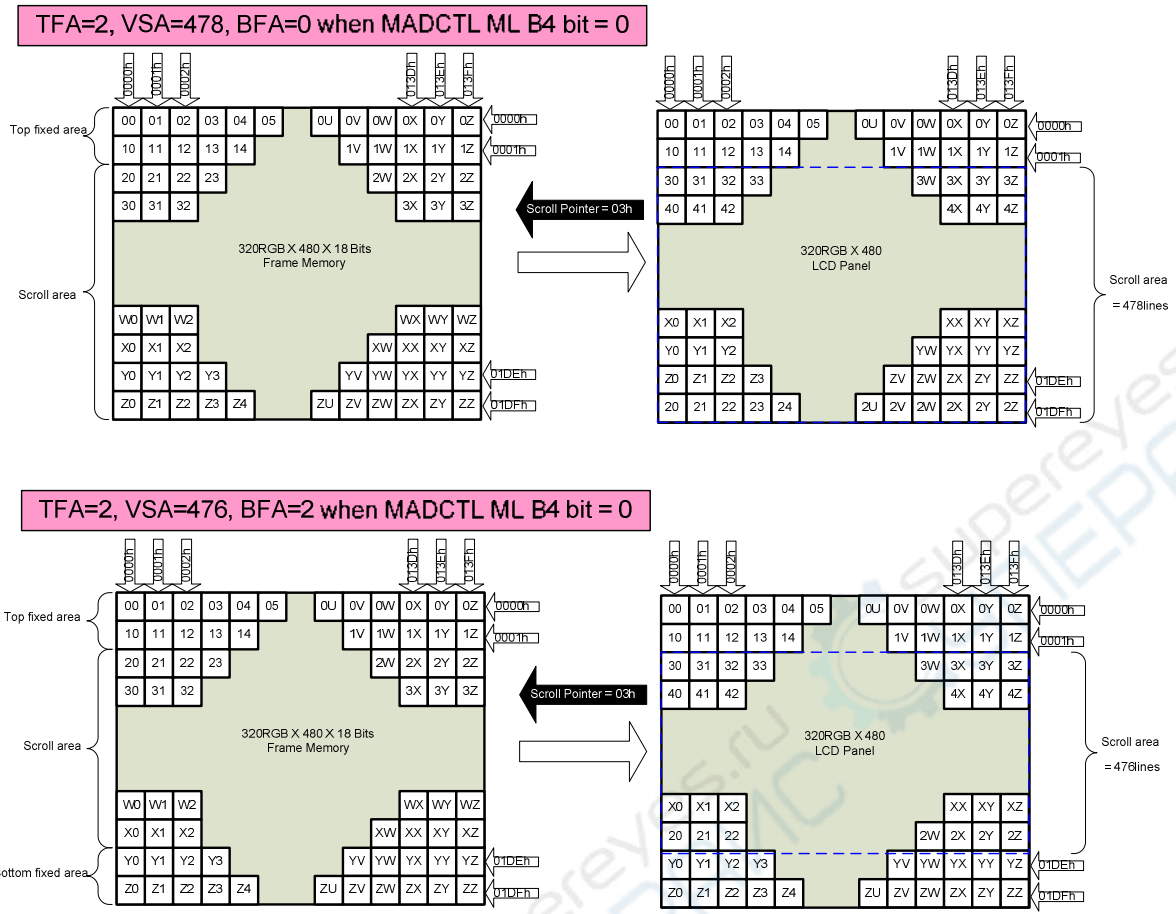 TFA=2, VSA=478, BFA=0 when MADCTL ML B4 bit = 0
0000h 0001h 0002h 013Dh 013Eh 013Fh
0000h 0001h 0002h 013Dh 013Eh 013Fh
Top fixed area
00 01 02 03 04 05 0U 0V 0W 0X 0Y 0Z 0000h
10 11 12 13 14 1V 1W 1X 1Y 1Z 0001h
20 21 22 23 2W 2X 2Y 2Z
30 31 32 3X 3Y 3Z
320RGB X 480 X 18 Bits
Frame Memory
Scroll area
W0 W1 W2 WX WY WZ
X0 X1 X2 XW XX XY XZ
Y0 Y1 Y2 Y3 YV YW YX YY YZ 01DEh
Z0 Z1 Z2 Z3 Z4 ZU ZV ZW ZX ZY ZZ 01DFh
Scroll Pointer = 03h
00 01 02 03 04 05 0U 0V 0W 0X 0Y 0Z 0000h
10 11 12 13 14 1V 1W 1X 1Y 1Z 0001h
30 31 32 33 3W 3X 3Y 3Z
40 41 42 4X 4Y 4Z
320RGB X 480
LCD Panel
Scroll area
= 478lines
X0 X1 X2 XX XY XZ
Y0 Y1 Y2 YW YX YY YZ
Z0 Z1 Z2 Z3 ZV ZW ZX ZY ZZ 01DEh
20 21 22 23 24 2U 2V 2W 2X 2Y 2Z 01DFh
TFA=2, VSA=476, BFA=2 when MADCTL ML B4 bit = 0
0000h 0001h 0002h 013Dh 013Eh 013Fh
0000h 0001h 0002h 013Dh 013Eh 013Fh
Top fixed area
00 01 02 03 04 05 0U 0V 0W 0X 0Y 0Z 0000h
10 11 12 13 14 1V 1W 1X 1Y 1Z 0001h
20 21 22 23 2W 2X 2Y 2Z
30 31 32 3X 3Y 3Z
320RGB X 480 X 18 Bits
Frame Memory
Scroll area
W0 W1 W2 WX WY WZ
X0 X1 X2 XW XX XY XZ
Y0 Y1 Y2 Y3 YV YW YX YY YZ 01DEh
ottom fixed area
Z0 Z1 Z2 Z3 Z4 ZU ZV ZW ZX ZY ZZ 01DFh
Scroll Pointer = 03h
00 01 02 03 04 05 0U 0V 0W 0X 0Y 0Z 0000h
10 11 12 13 14 1V 1W 1X 1Y 1Z 0001h
30 31 32 33 3W 3X 3Y 3Z
40 41 42 4X 4Y 4Z
320RGB X 480
LCD Panel
Scroll area
= 476lines
X0 X1 X2 XX XY XZ
20 21 22 2W 2X 2Y 2Z
Y0 Y1 Y2 Y3 YV YW YX YY YZ 01DEh
Z0 Z1 Z2 Z3 Z4 ZU ZV ZW ZX ZY ZZ 01DFh